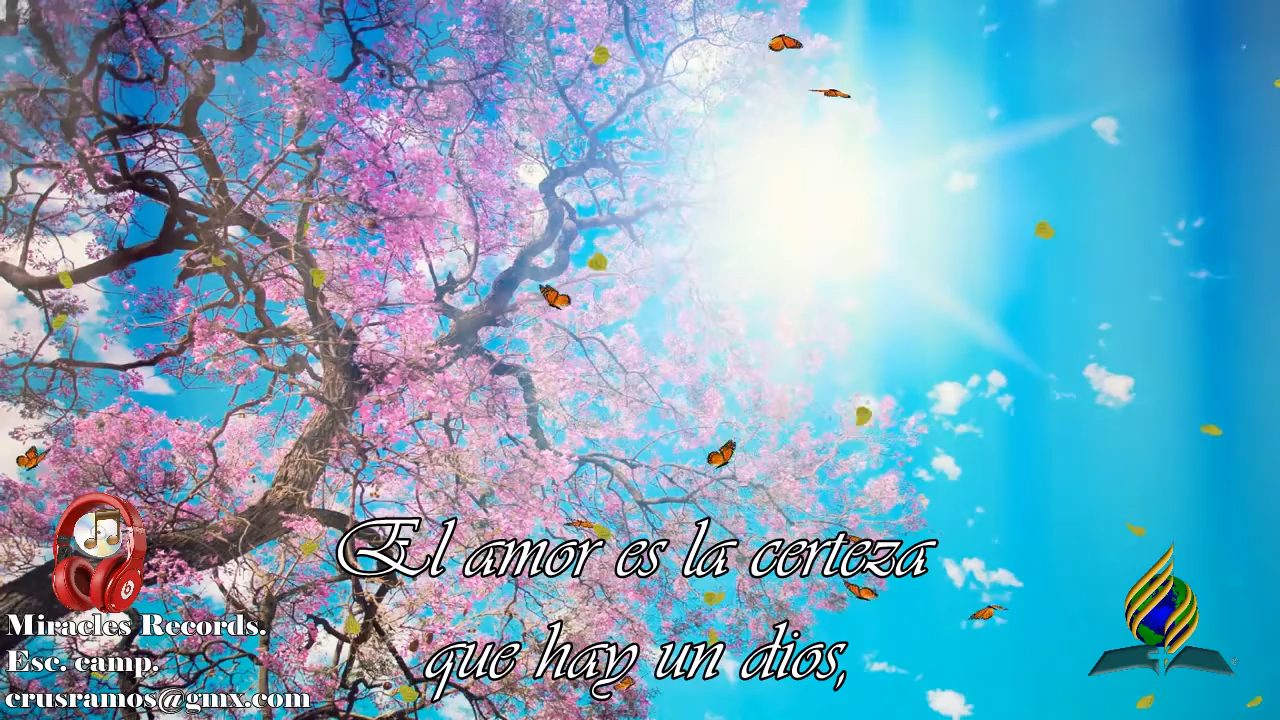 El amor es la certeza
que hay un dios,
Miracles Records.
Esc. camp.
crusramos@gmx.com